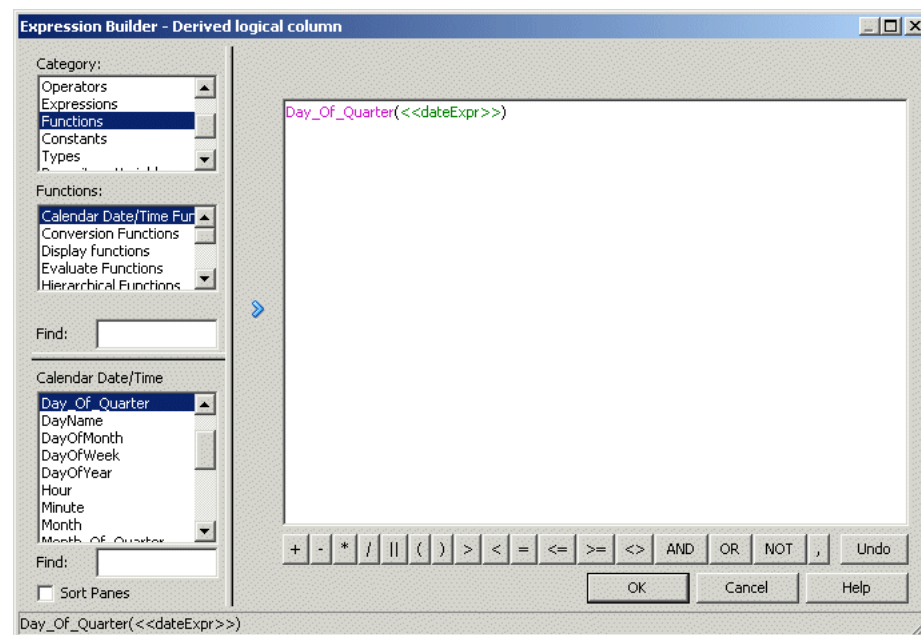 Expression Builder - Derived logical column
Category:
Operators
Expressions
Functions
Constants
Types
Functions:
Calendar Date/Time Fun
Conversion Functions
Display functions
Evaluate Functions
Hierarchical Functions
Find:
Calendar Date/Time
Day_Of_Quarter
DayName
DayOfMonth
DayOfWeek
DayOfYear
Hour
Minute
Month
Month_Of_Quarter
Find:
Sort Panes
Day_Of_Quarter(<<dateExpr>>)
+ - * / || ( ) > < = <= >= <> AND OR NOT , Undo
OK Cancel Help
Day_Of_Quarter(<<dateExpr>>)